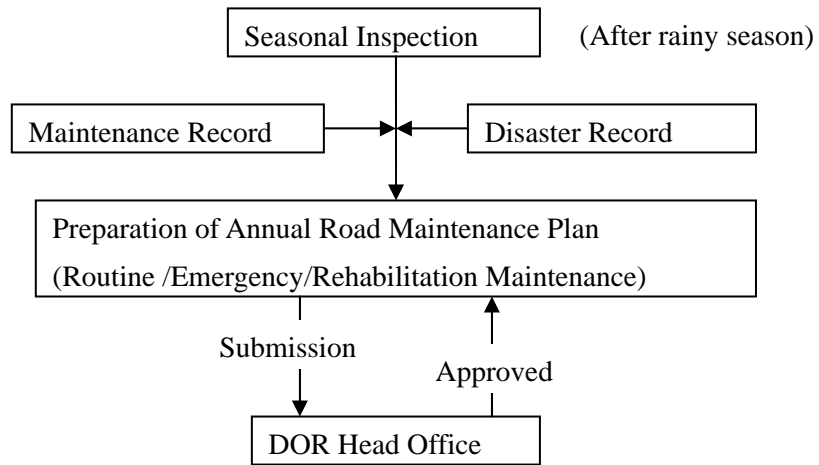 Seasonal Inspection
(After rainy season)
Maintenance Record
Disaster Record
Preparation of Annual Road Maintenance Plan
(Routine /Emergency/Rehabilitation Maintenance)
Submission
Approved
DOR Head Office